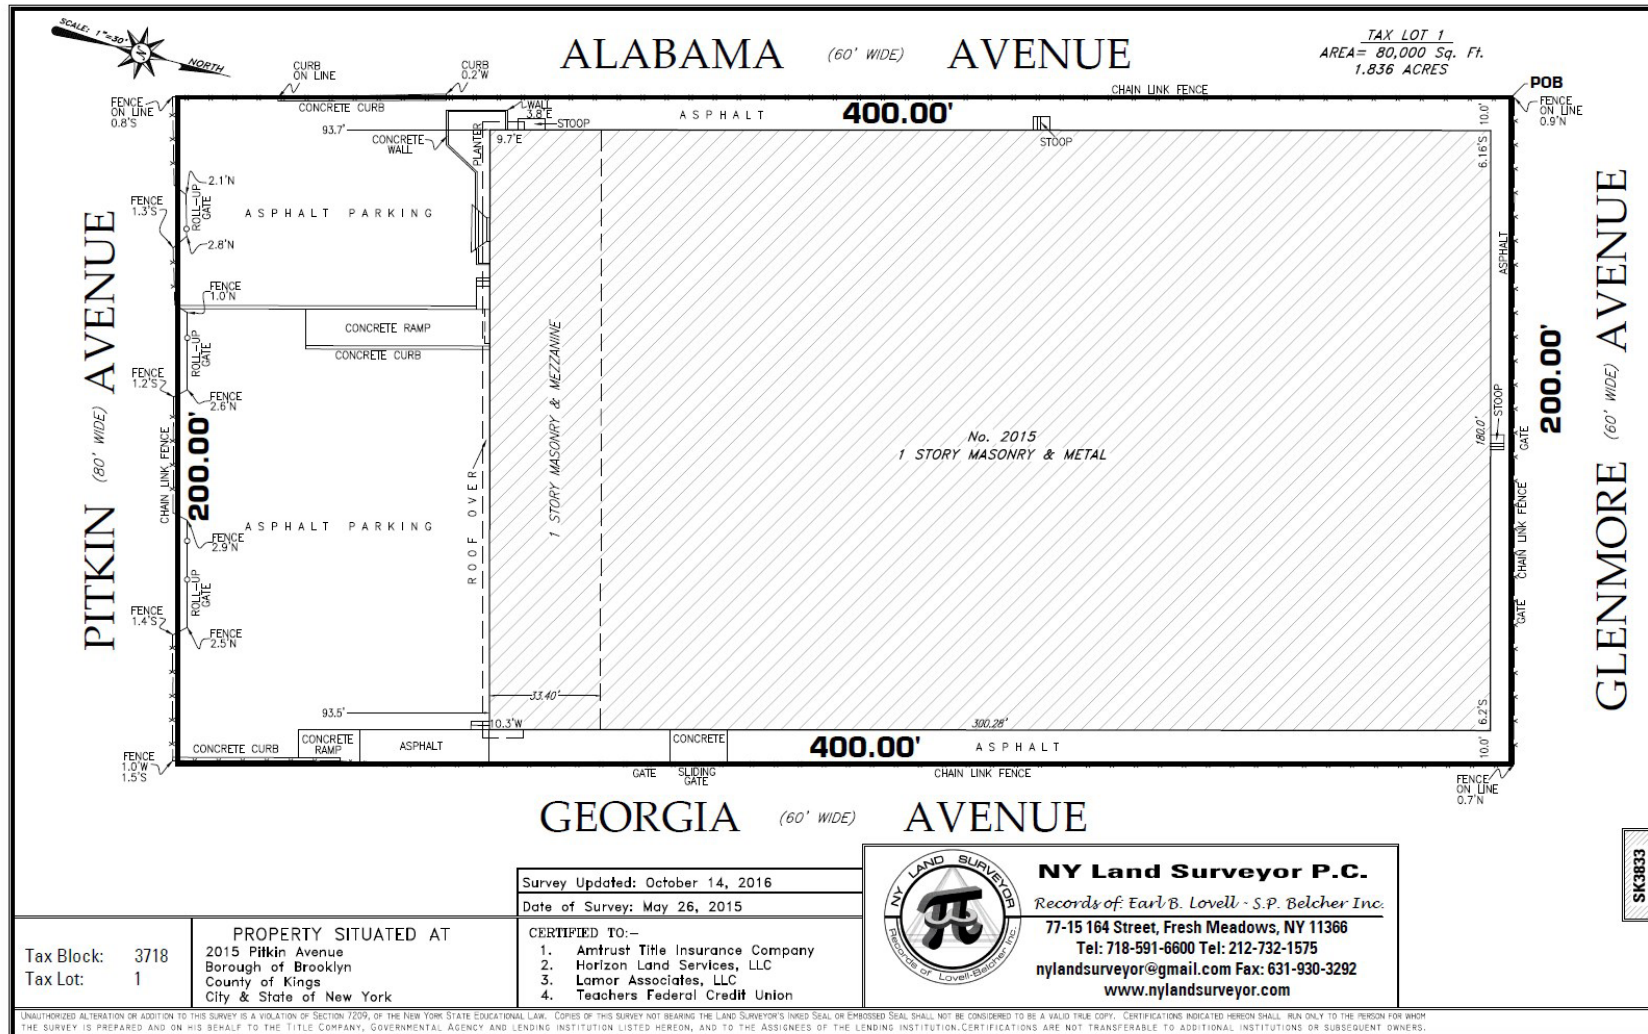 SCALE: 1"=30'
NORTH
ALABAMA (60' WIDE) AVENUE
TAX LOT 1
AREA= 80,000 Sq. Ft.
1.836 ACRES
POB
FENCE
ON LINE
0.9'N
CURB
ON LINE
CURB
0.2'W
CHAIN LINK FENCE
FENCE
ON LINE
0.8'S
CONCRETE CURB
WALL
3.8'E
STOOP
ASPHALT
400.00'
10.0'
93.7'
CONCRETE
WALL
PLANTER
9.7'E
STOOP
6.16'S
2.1'N
FENCE
1.3'S
ROLL-UP
GATE
ASPHALT PARKING
2.8'N
ASPHALT
PITKIN (80' WIDE) AVENUE
GLENMORE (60' WIDE) AVENUE
FENCE
1.0'N
CONCRETE RAMP
CONCRETE CURB
ROLL-UP
GATE
FENCE
1.2'S
FENCE
2.6'N
1 STORY MASONRY & MEZZANINE
200.00'
200.00'
CHAIN LINK FENCE
No. 2015
1 STORY MASONRY & METAL
180.0'
STOOP
GATE
CHAIN LINK FENCE
GATE
ROOF OVER
ASPHALT PARKING
FENCE
2.9'N
ROLL-UP
GATE
FENCE
1.4'S
FENCE
2.5'N
33.40'
93.5'
10.3'W
300.28'
6.2'S
10.0'
CONCRETE CURB
CONCRETE
RAMP
ASPHALT
CONCRETE
400.00'
ASPHALT
FENCE
1.0'W
1.5'S
GATE
SLIDING
GATE
CHAIN LINK FENCE
FENCE
ON LINE
0.7'N
GEORGIA (60' WIDE) AVENUE
SK3833
Survey Updated: October 14, 2016
Date of Survey: May 26, 2015
NY LAND SURVEYOR
Records of Lovell-Belcher Inc.
NY Land Surveyor P.C.
Records of: Earl B. Lovell - S.P. Belcher Inc.
77-15 164 Street, Fresh Meadows, NY 11366
Tel: 718-591-6600 Tel: 212-732-1575
nylandsurveyor@gmail.com Fax: 631-930-3292
www.nylandsurveyor.com
Tax Block: 3718
Tax Lot: 1
PROPERTY SITUATED AT
2015 Pitkin Avenue
Borough of Brooklyn
County of Kings
City & State of New York
CERTIFIED TO:-
1. Amtrust Title Insurance Company
2. Horizon Land Services, LLC
3. Lamor Associates, LLC
4. Teachers Federal Credit Union
UNAUTHORIZED ALTERATION OR ADDITION TO THIS SURVEY IS A VIOLATION OF SECTION 7209, OF THE NEW YORK STATE EDUCATIONAL LAW. COPIES OF THIS SURVEY NOT BEARING THE LAND SURVEYOR'S INKED SEAL OR EMBOSSED SEAL SHALL NOT BE CONSIDERED TO BE A VALID TRUE COPY. CERTIFICATIONS INDICATED HEREON SHALL RUN ONLY TO THE PERSON FOR WHOM
THE SURVEY IS PREPARED AND ON HIS BEHALF TO THE TITLE COMPANY, GOVERNMENTAL AGENCY AND LENDING INSTITUTION LISTED HEREON, AND TO THE ASSIGNEES OF THE LENDING INSTITUTION.CERTIFICATIONS ARE NOT TRANSFERABLE TO ADDITIONAL INSTITUTIONS OR SUBSEQUENT OWNERS.